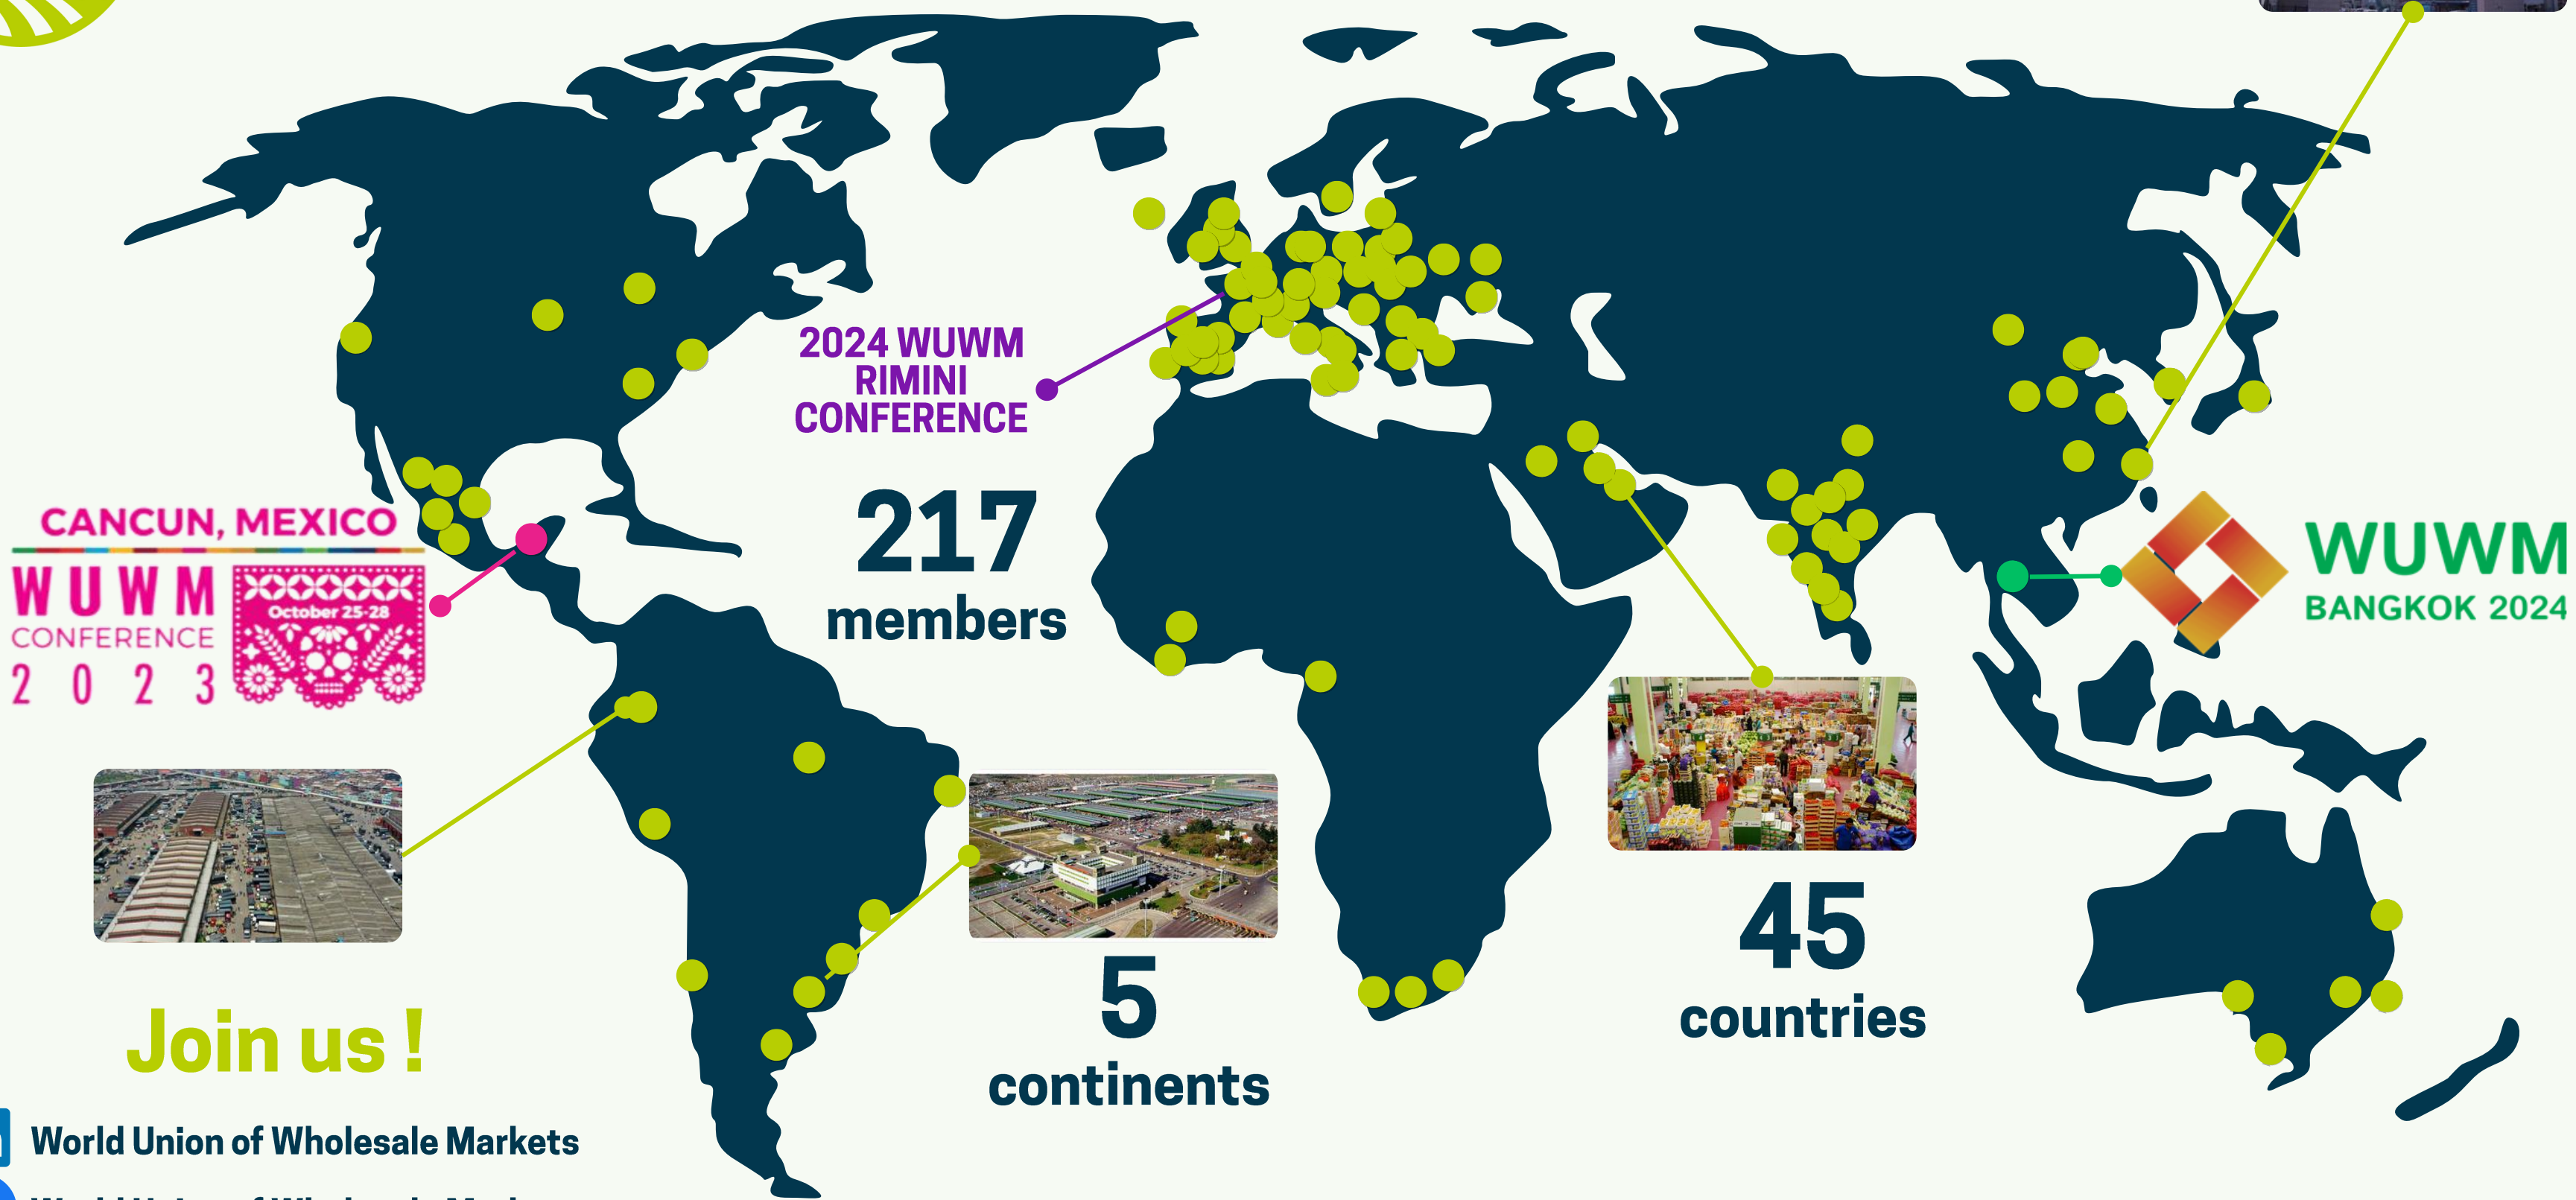 2024 WUWM
RIMINI
CONFERENCE
217
members
CANCUN, MEXICO
WUWM
CONFERENCE
2023
October 25-28
WUWM
BANGKOK 2024
45
countries
5
continents
Join us !
World Union of Wholesale Markets